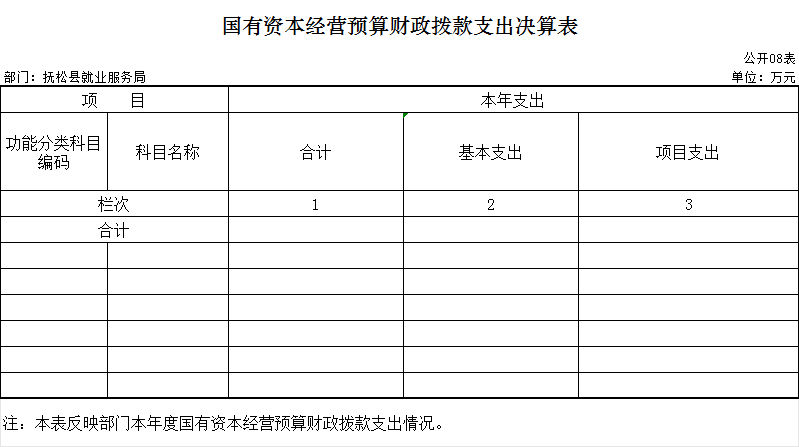 国有资本经营预算财政拨款支出决算表
公开08表
部门：抚松县就业服务局 单位：万元
项 目 本年支出
功能分类科目
编码 科目名称 合计 基本支出 项目支出
栏次 1 2 3
合计
注：本表反映部门本年度国有资本经营预算财政拨款支出情况。